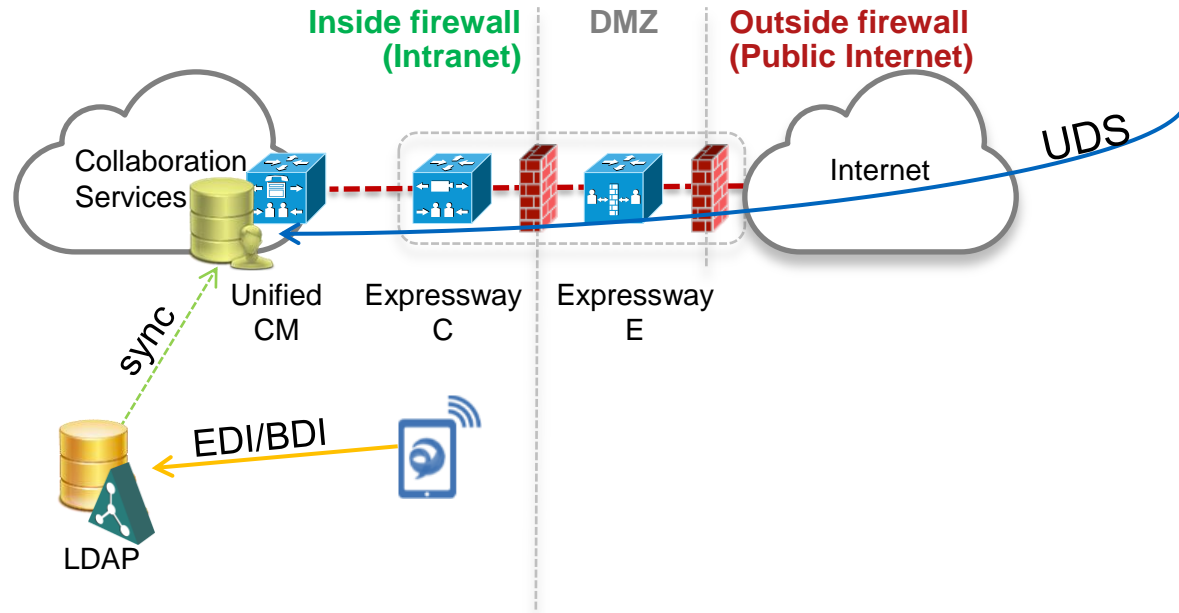 Inside firewall
(Intranet)
DMZ
Outside firewall
(Public Internet)
UDS
Collaboration
Services
Internet
Unified
CM
Expressway
C
Expressway
E
sync
EDI/BDI
LDAP